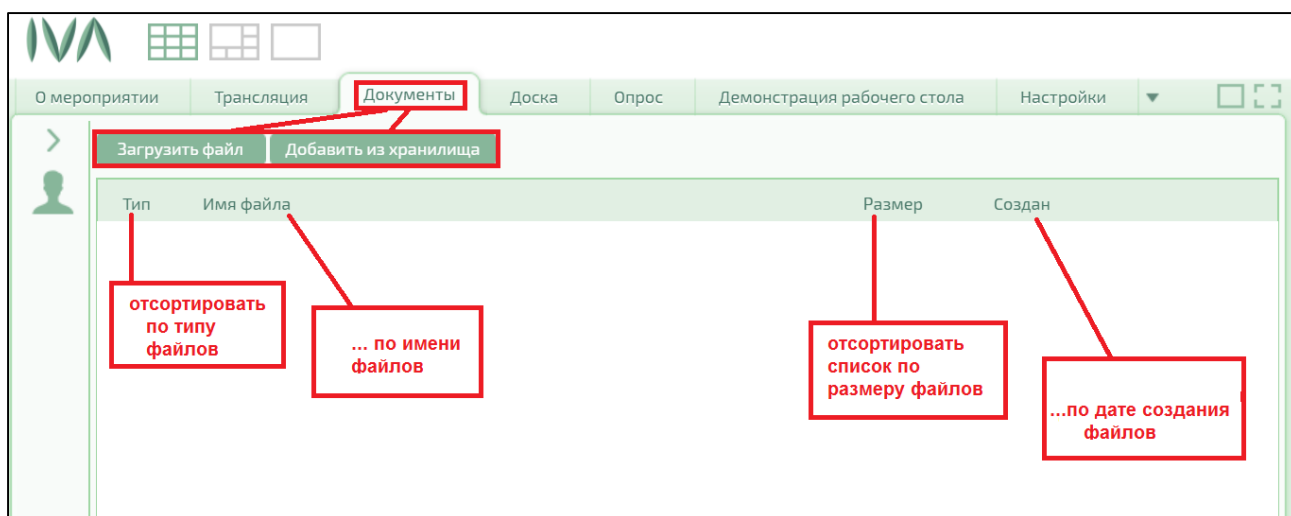 IVA
О мероприятии Трансляция Документы Доска Опрос Демонстрация рабочего стола Настройки
Загрузить файл Добавить из хранилища
Тип Имя файла Размер Создан
отсортировать
по типу
файлов
... по имени
файлов
отсортировать
список по
размеру файлов
...по дате создания
файлов